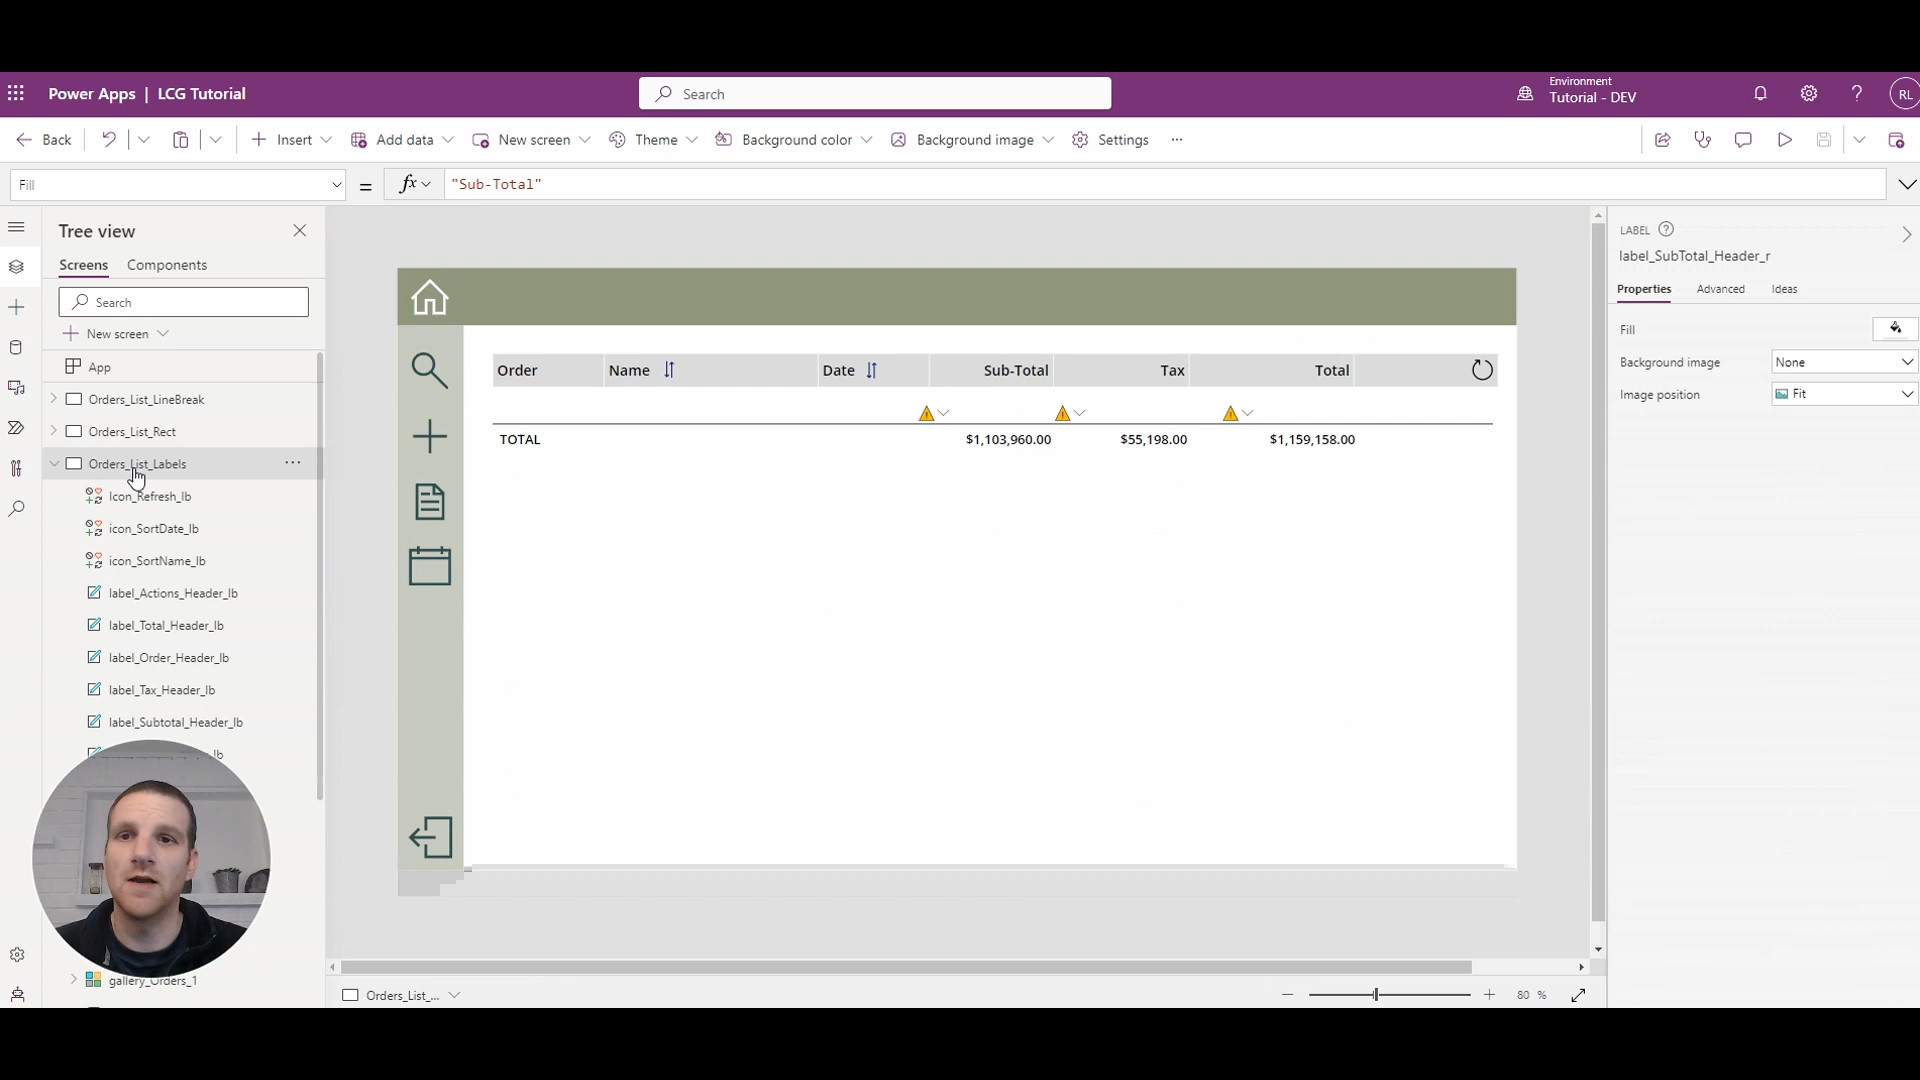 Power Apps | LCG Tutorial
Search
Environment
Tutorial - DEV
RL
Back
Insert
Add data
New screen
Theme
Background color
Background image
Settings
Fill
=
fx
"Sub-Total"
Tree view
Screens
Components
Search
New screen
App
Orders_List_LineBreak
Orders_List_Rect
Orders_List_Labels
Icon_Refresh_lb
icon_SortDate_lb
icon_SortName_lb
label_Actions_Header_lb
label_Total_Header_lb
label_Order_Header_lb
label_Tax_Header_lb
label_Subtotal_Header_lb
gallery_Orders_1
Order Name Date Sub-Total Tax Total
TOTAL $1,103,960.00 $55,198.00 $1,159,158.00
Orders_List_...
80 %
LABEL
label_SubTotal_Header_r
Properties
Advanced
Ideas
Fill
Background image
None
Image position
Fit